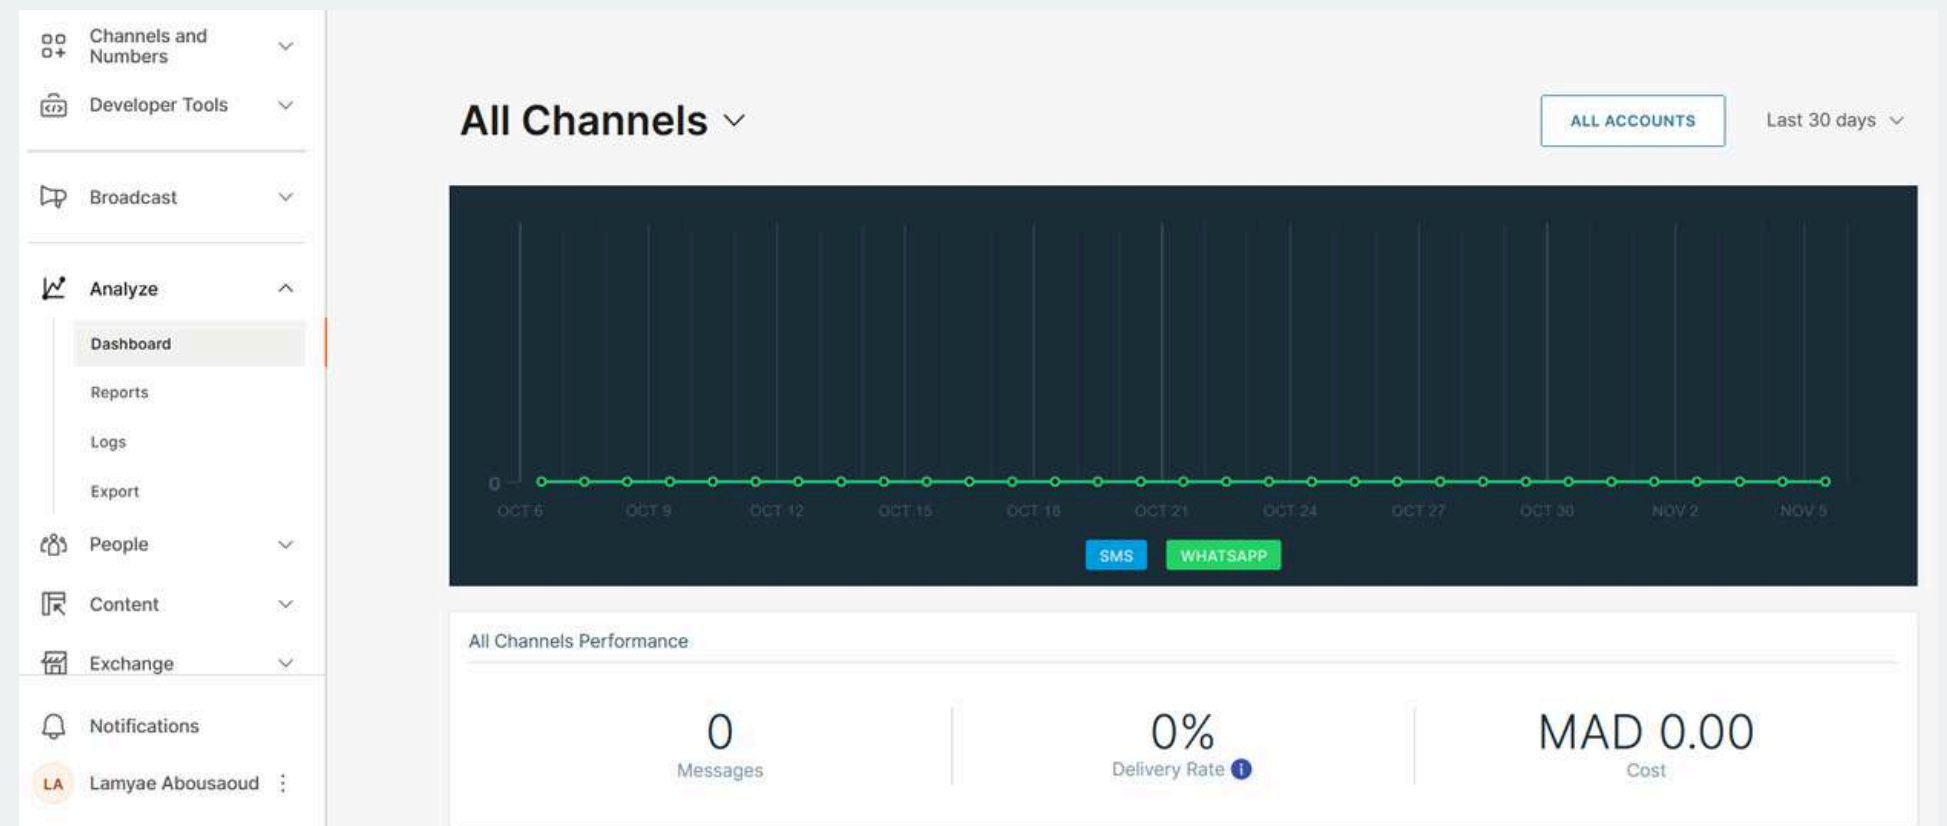 Channels and
Numbers
Developer Tools
Broadcast
Analyze
Dashboard
Reports
Logs
Export
People
Content
Exchange
Notifications
LA Lamyae Abousaoud
All Channels
ALL ACCOUNTS
Last 30 days
0
OCT 6 OCT 9 OCT 12 OCT 15 OCT 18 OCT 21 OCT 24 OCT 27 OCT 30 NOV 2 NOV 5
SMS WHATSAPP
All Channels Performance
0
Messages
0%
Delivery Rate
MAD 0.00
Cost